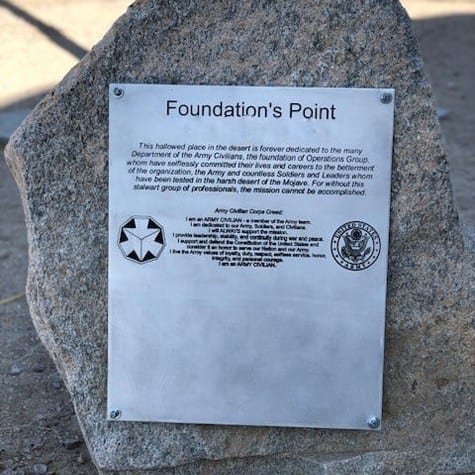 Foundation's Point
This hallowed place in the desert is forever dedicated to the many
Department of the Army Civilians, the foundation of Operations Group,
whom have selflessly committed their lives and careers to the betterment
of the organization, the Army and countless Soldiers and Leaders whom
have been tested in the harsh desert of the Mojave. For without this
stalwart group of professionals, the mission cannot be accomplished.
Army Civilian Corps Creed:
I am an ARMY CIVILIAN - a member of the Army team.
I am dedicated to our Army, Soldiers, and Civilians.
I will ALWAYS support the mission.
I provide leadership, stability, and continuity during war and peace.
I support and defend the Constitution of the United States and
consider it an honor to serve our Nation and our Army.
I live the Army values of loyalty, duty, respect, selfless service, honor,
integrity, and personal courage.
I am an ARMY CIVILIAN.
ARMY